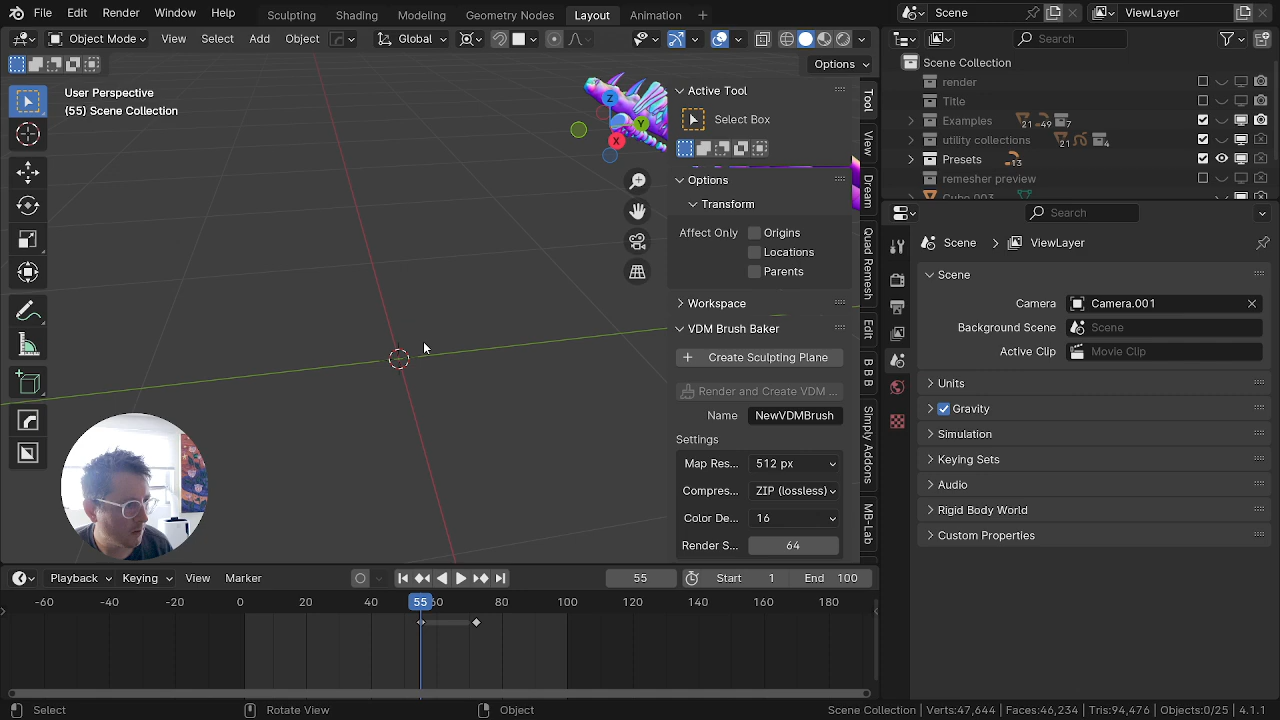 File Edit Render Window Help
Sculpting Shading Modeling Geometry Nodes Layout Animation
Scene
ViewLayer
Object Mode View Select Add Object Global
Search
Options
User Perspective
(55) Scene Collection
Z
Y
X
Active Tool
Select Box
Options
Transform
Affect Only Origins
Locations
Parents
Workspace
VDM Brush Baker
Create Sculpting Plane
Render and Create VDM ...
Name NewVDMBrush
Settings
Map Res... 512 px
Compres... ZIP (lossless)
Color De... 16
Render S... 64
Tool
View
Dream
Quad Remesh
Edit
B B B
Simply Addons
MB-Lab
Scene Collection
render
Title
Examples 21 49 7
utility collections 21 4
Presets 13
remesher preview
Cube.003
Search
Scene ViewLayer
Scene
Camera Camera.001
Background Scene Scene
Active Clip Movie Clip
Units
Gravity
Simulation
Keying Sets
Audio
Rigid Body World
Custom Properties
Playback Keying View Marker
55 Start 1 End 100
-60 -40 -20 0 20 40 55 60 80 100 120 140 160 180
Select Rotate View Object
Scene Collection | Verts:47,644 | Faces:46,234 | Tris:94,476 | Objects:0/25 | 4.1.1